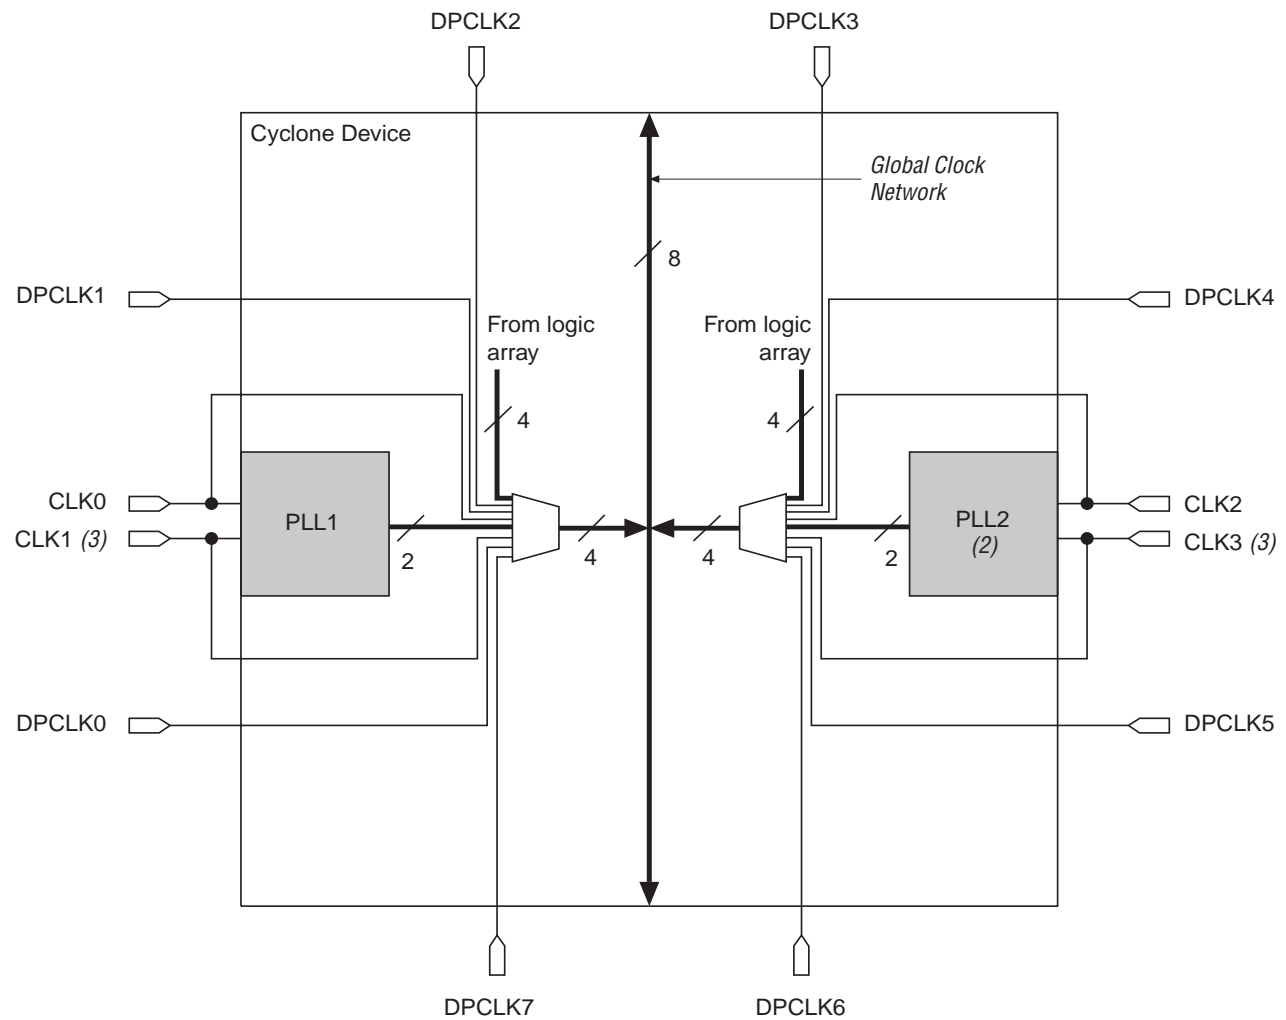 DPCLK2
DPCLK3
Cyclone Device
Global Clock
Network
8
DPCLK1
DPCLK4
From logic
array
From logic
array
4
4
CLK0
CLK1 (3)
PLL1
2
4
4
2
PLL2
(2)
CLK2
CLK3 (3)
DPCLK0
DPCLK5
DPCLK7
DPCLK6